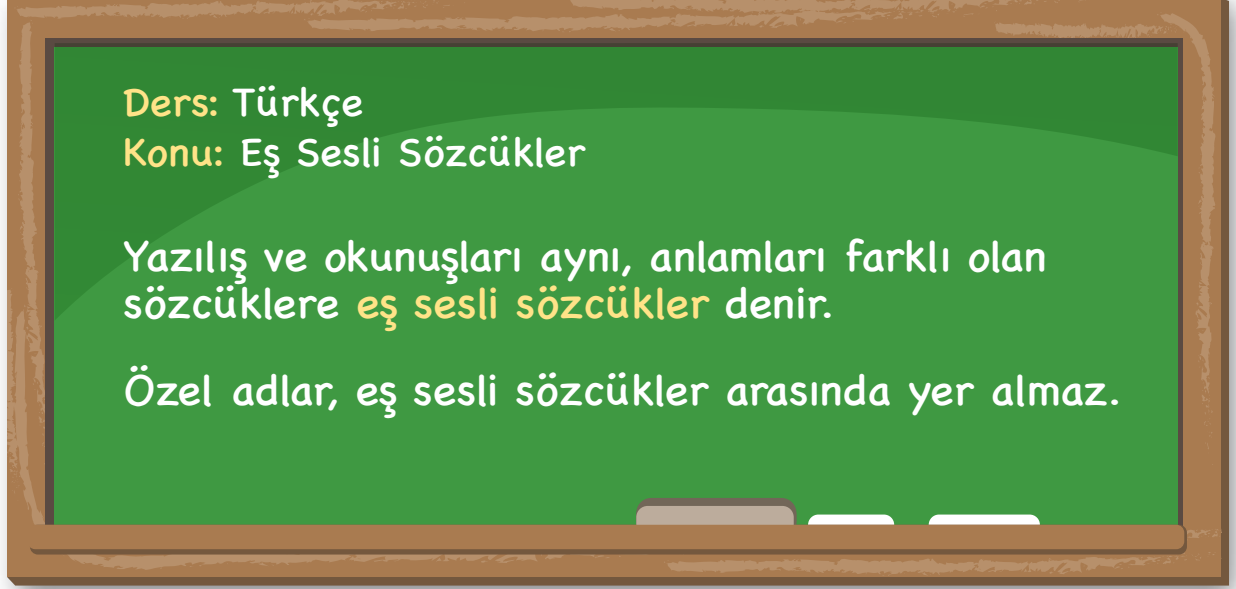 Ders: Türkçe
Konu: Eş Sesli Sözcükler
Yazılış ve okunuşları aynı, anlamları farklı olan
sözcüklere eş sesli sözcükler denir.
Özel adlar, eş sesli sözcükler arasında yer almaz.